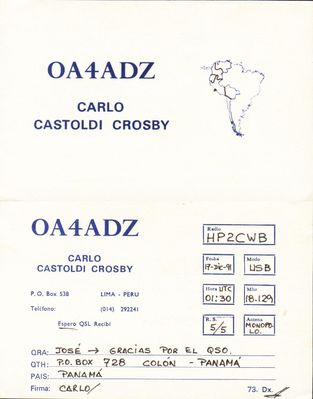 OA4ADZ
CARLO
CASTOLDI CROSBY
OA4ADZ
CARLO
CASTOLDI CROSBY
P.O. Box 538 LIMA - PERU
Teléfono: (014) 292241
Espero QSL Recibí
Radio
HP2CWB
Fecha Modo
17-dic-91 USB
Hora UTC Mhz
01:30 18.129
R.S. Antena
5/5 MONOPO-
LO.
QRA: JOSÉ → GRACIAS POR EL QSO.
QTH: P.O. BOX 728 COLÓN - PANAMÁ
PAIS: PANAMÁ
Firma: CARLO 73. Dx.